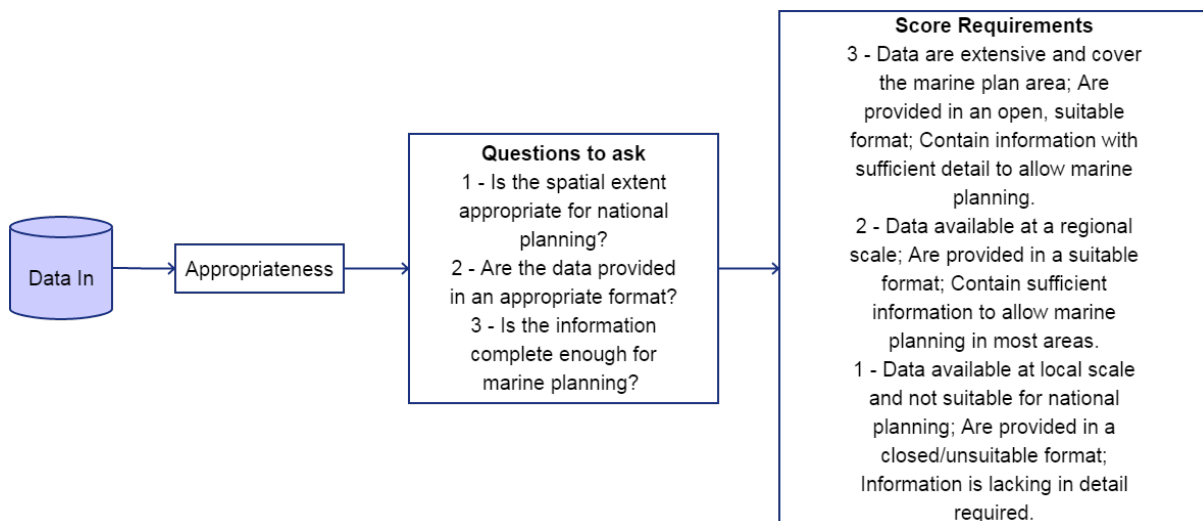 Data In
Appropriateness
Questions to ask
1 - Is the spatial extent
appropriate for national
planning?
2 - Are the data provided
in an appropriate format?
3 - Is the information
complete enough for
marine planning?
Score Requirements
3 - Data are extensive and cover
the marine plan area; Are
provided in an open, suitable
format; Contain information with
sufficient detail to allow marine
planning.
2 - Data available at a regional
scale; Are provided in a suitable
format; Contain sufficient
information to allow marine
planning in most areas.
1 - Data available at local scale
and not suitable for national
planning; Are provided in a
closed/unsuitable format;
Information is lacking in detail
required.